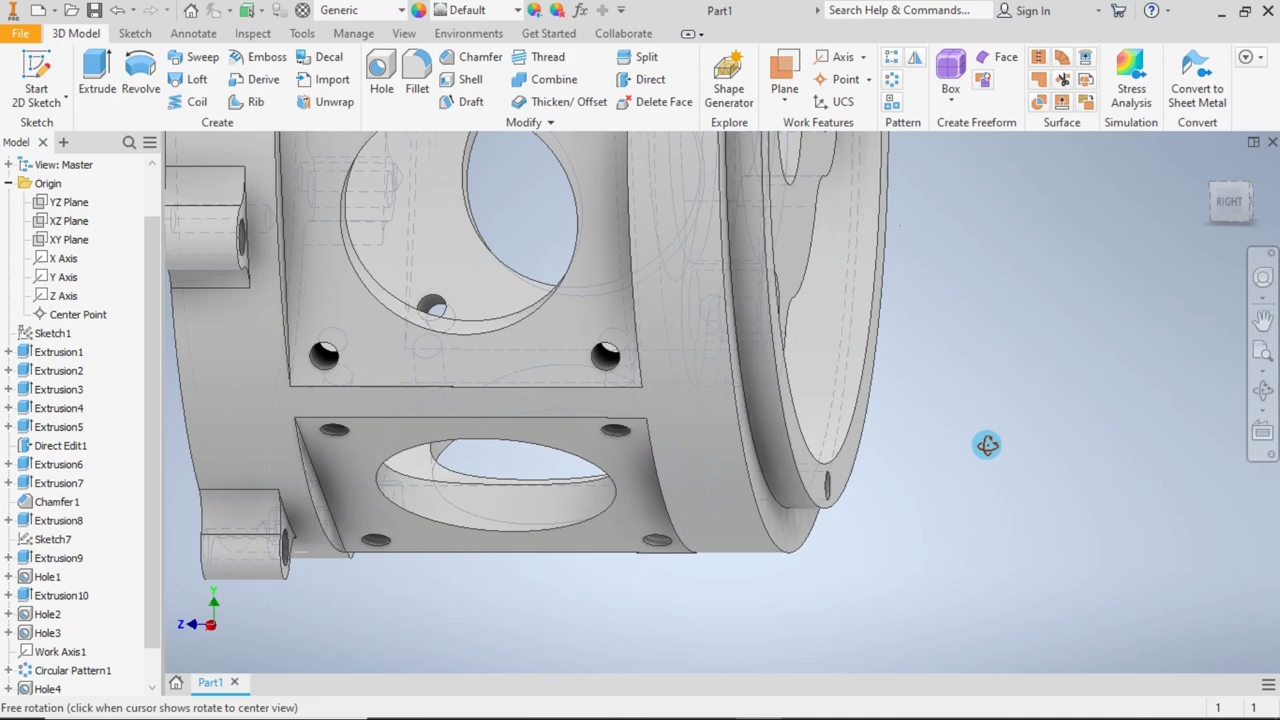 PRO
Generic
Default
Part1
Search Help & Commands...
Sign In
File
3D Model
Sketch
Annotate
Inspect
Tools
Manage
View
Environments
Get Started
Collaborate
Start
2D Sketch
Extrude
Revolve
Sweep
Emboss
Decal
Loft
Derive
Import
Coil
Rib
Unwrap
Hole
Fillet
Chamfer
Thread
Split
Shell
Combine
Direct
Draft
Thicken/ Offset
Delete Face
Shape
Generator
Plane
Axis
Point
UCS
Box
Face
Stress
Analysis
Convert to
Sheet Metal
Sketch
Create
Modify
Explore
Work Features
Pattern
Create Freeform
Surface
Simulation
Convert
Model
View: Master
Origin
YZ Plane
XZ Plane
XY Plane
X Axis
Y Axis
Z Axis
Center Point
Sketch1
Extrusion1
Extrusion2
Extrusion3
Extrusion4
Extrusion5
Direct Edit1
Extrusion6
Extrusion7
Chamfer1
Extrusion8
Sketch7
Extrusion9
Hole1
Extrusion10
Hole2
Hole3
Work Axis1
Circular Pattern1
Hole4
RIGHT
Y
Z
Part1
Free rotation (click when cursor shows rotate to center view)
1
1